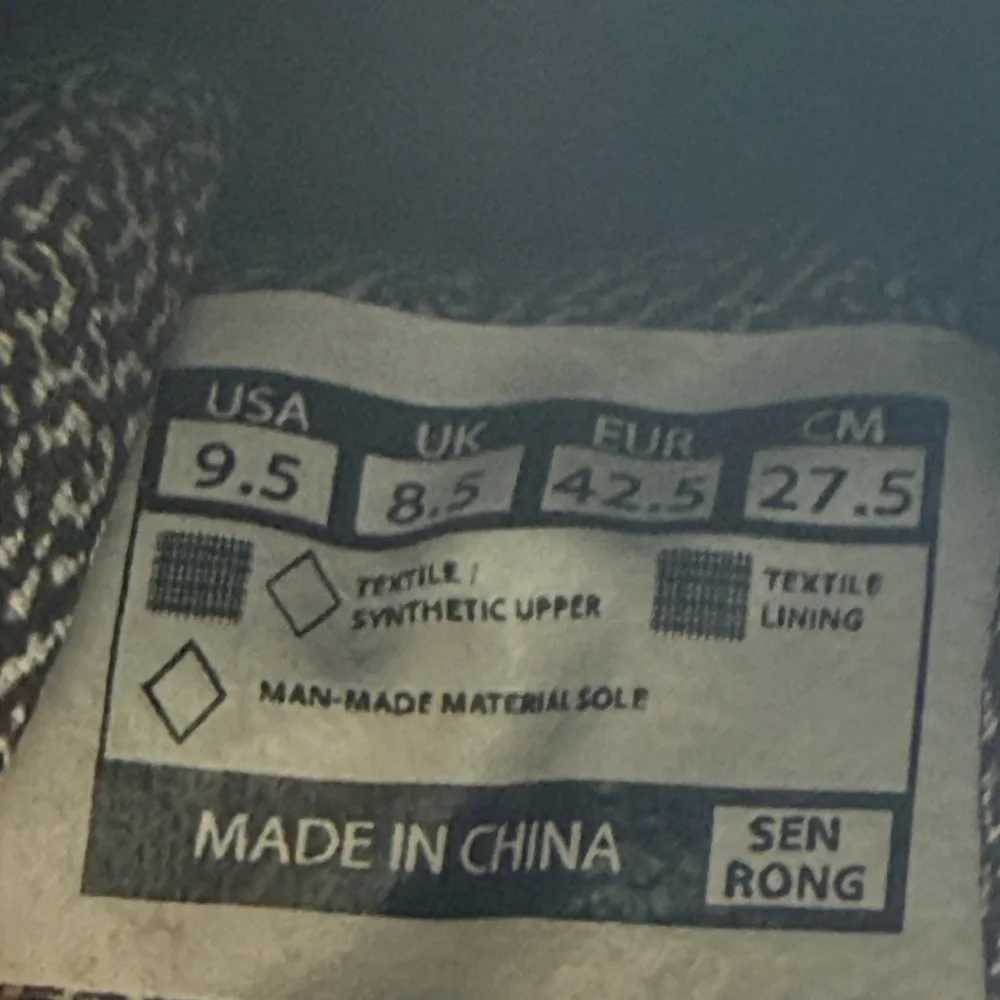 USA UK EUR CM
9.5 8.5 42.5 27.5
TEXTILE /
SYNTHETIC UPPER
TEXTILE
LINING
MAN-MADE MATERIAL SOLE
MADE IN CHINA
SEN
RONG